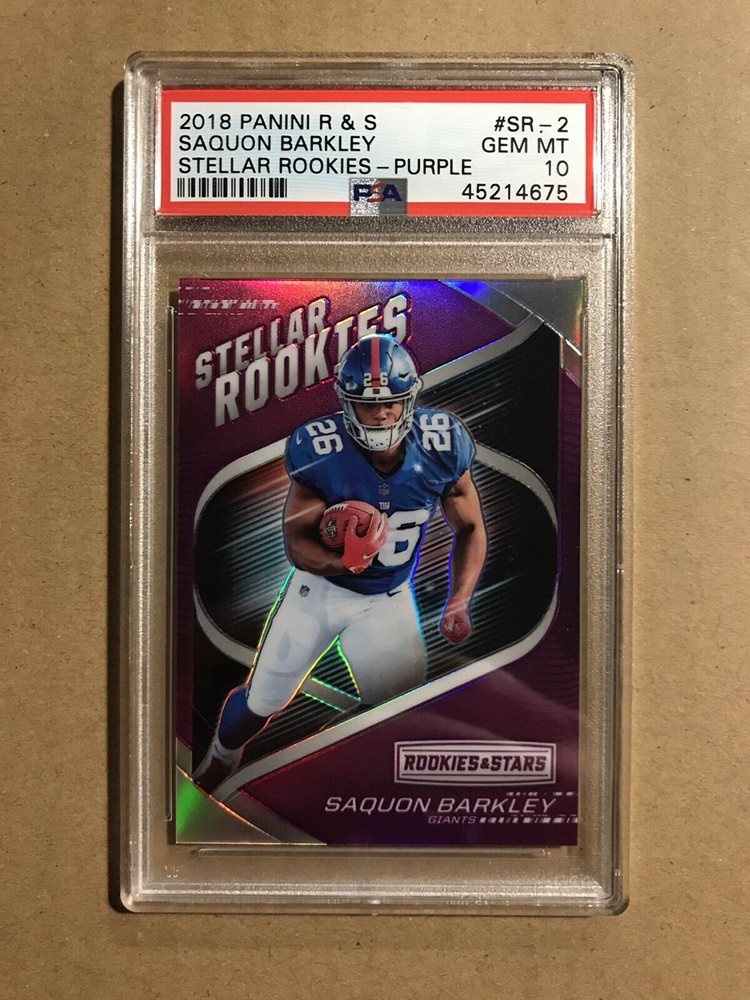 2018 PANINI R & S #SR-2
SAQUON BARKLEY GEM MT
STELLAR ROOKIES-PURPLE 10
PSA 45214675
STELLAR
ROOKIES
26
26 26
26
ROOKIES & STARS
SAQUON BARKLEY
GIANTS